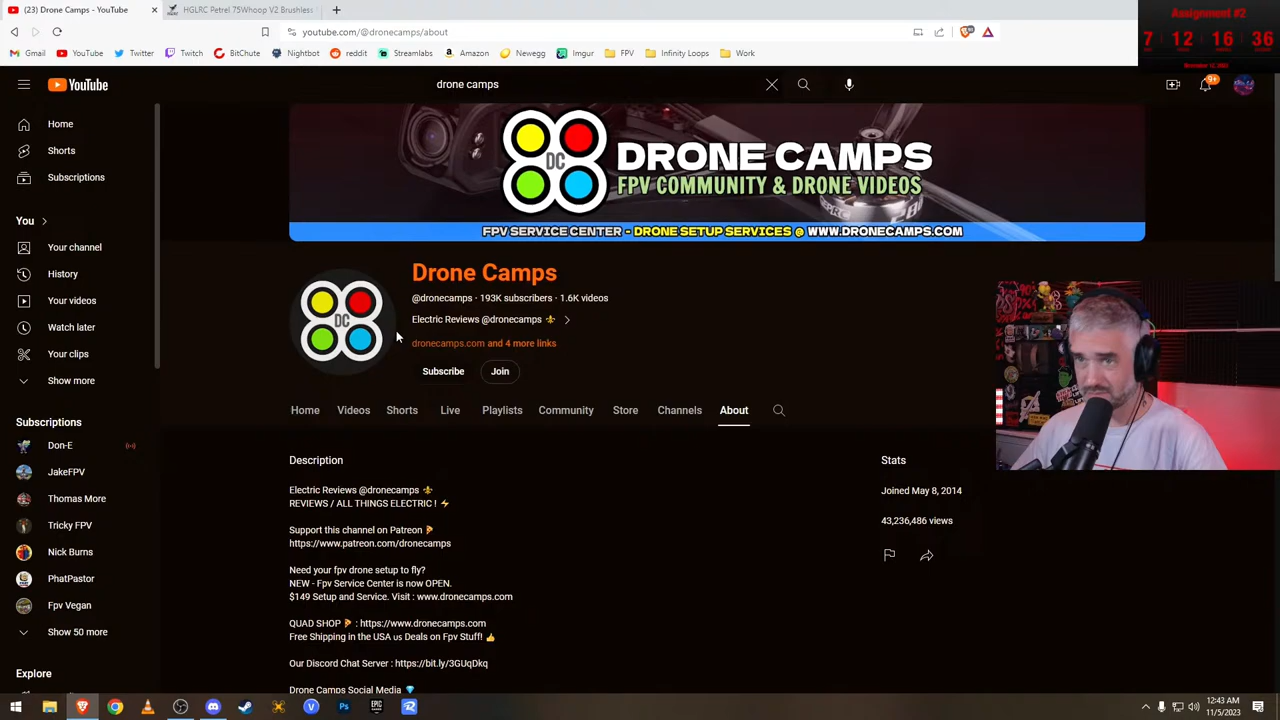 (23) Drone Camps - YouTube
HGLRC Petrel 75Whoop V2 Brushless
Assignment #2
7 12 16 36
November 12, 2023
youtube.com/@dronecamps/about
Gmail YouTube Twitter Twitch BitChute Nightbot reddit Streamlabs Amazon Newegg Imgur FPV Infinity Loops Work
YouTube
drone camps
9+
Home
Shorts
Subscriptions
You
Your channel
History
Your videos
Watch later
Your clips
Show more
Subscriptions
Don-E
JakeFPV
Thomas More
Tricky FPV
Nick Burns
PhatPastor
Fpv Vegan
Show 50 more
Explore
DC
DRONE CAMPS
FPV COMMUNITY & DRONE VIDEOS
FPV SERVICE CENTER - DRONE SETUP SERVICES @ WWW.DRONECAMPS.COM
DC
Drone Camps
@dronecamps · 193K subscribers · 1.6K videos
Electric Reviews @dronecamps ⚜️
dronecamps.com and 4 more links
Subscribe Join
Home Videos Shorts Live Playlists Community Store Channels About
Description
Electric Reviews @dronecamps ⚜️
REVIEWS / ALL THINGS ELECTRIC ! ⚡
Support this channel on Patreon 🍕
https://www.patreon.com/dronecamps
Need your fpv drone setup to fly?
NEW - Fpv Service Center is now OPEN.
$149 Setup and Service. Visit : www.dronecamps.com
QUAD SHOP 🍕 : https://www.dronecamps.com
Free Shipping in the USA us Deals on Fpv Stuff! 👍
Our Discord Chat Server : https://bit.ly/3GUqDkq
Drone Camps Social Media 💎
Stats
Joined May 8, 2014
43,236,486 views
12:43 AM
11/5/2023